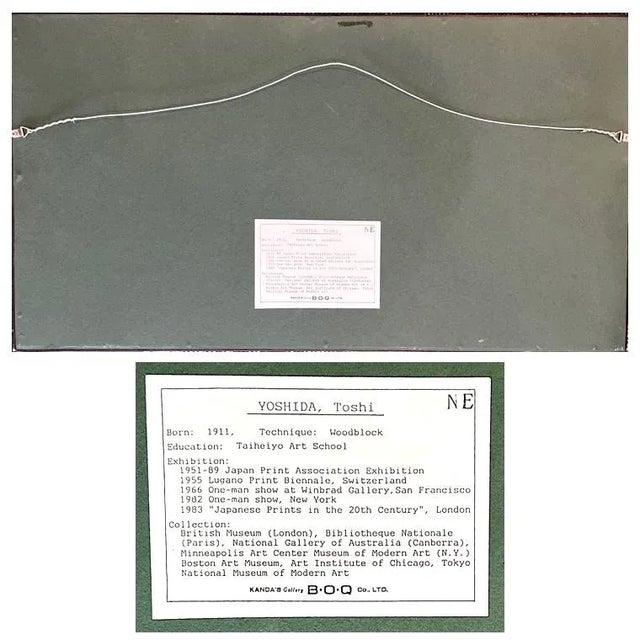 YOSHIDA, Toshi
NE
Born: 1911, Technique: Woodblock
Education: Taiheiyo Art School
Exhibition:
1951-89 Japan Print Association Exhibition
1955 Lugano Print Biennale, Switzerland
1966 One-man show at Winbrad Gallery,San Francisco
1982 One-man show, New York
1983 "Japanese Prints in the 20th Century", London
Collection:
British Museum (London), Bibliotheque Nationale
(Paris), National Gallery of Australia (Canberra),
Minneapolis Art Center Museum of Modern Art (N.Y.)
Boston Art Museum, Art Institute of Chicago, Tokyo
National Museum of Modern Art
KANDA'S Gallery B·O·Q CO., LTD.